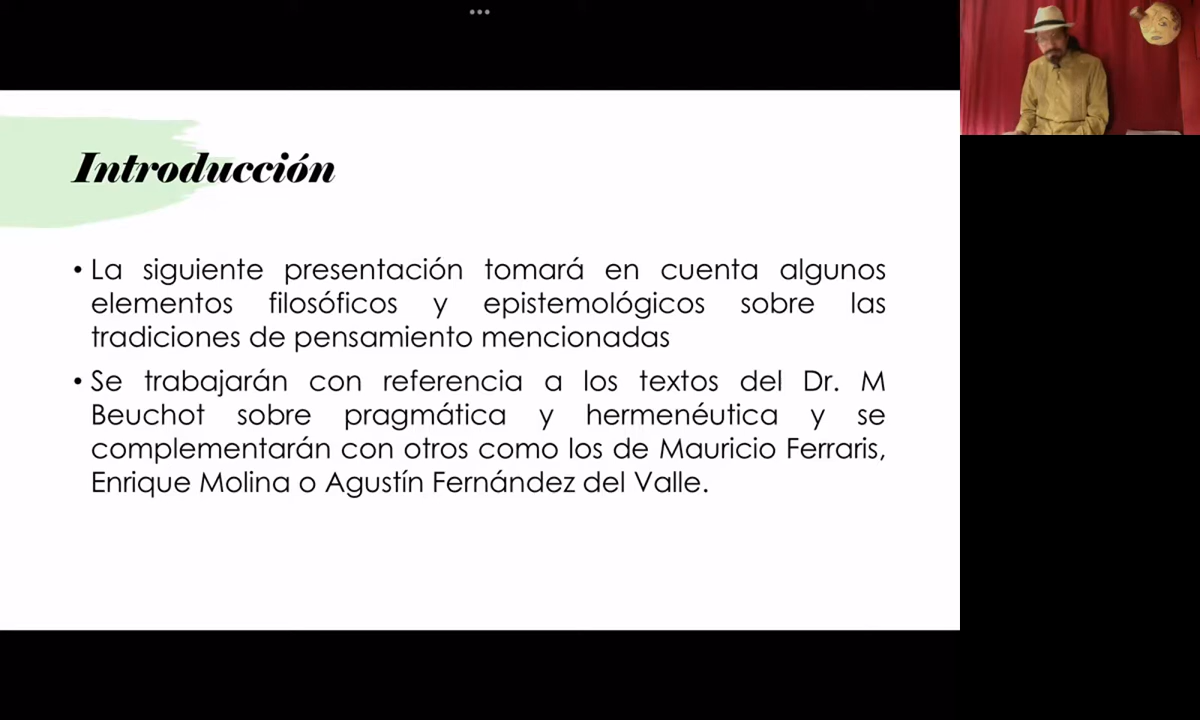 Introducción
• La siguiente presentación tomará en cuenta algunos
elementos filosóficos y epistemológicos sobre las
tradiciones de pensamiento mencionadas
• Se trabajarán con referencia a los textos del Dr. M
Beuchot sobre pragmática y hermenéutica y se
complementarán con otros como los de Mauricio Ferraris,
Enrique Molina o Agustín Fernández del Valle.